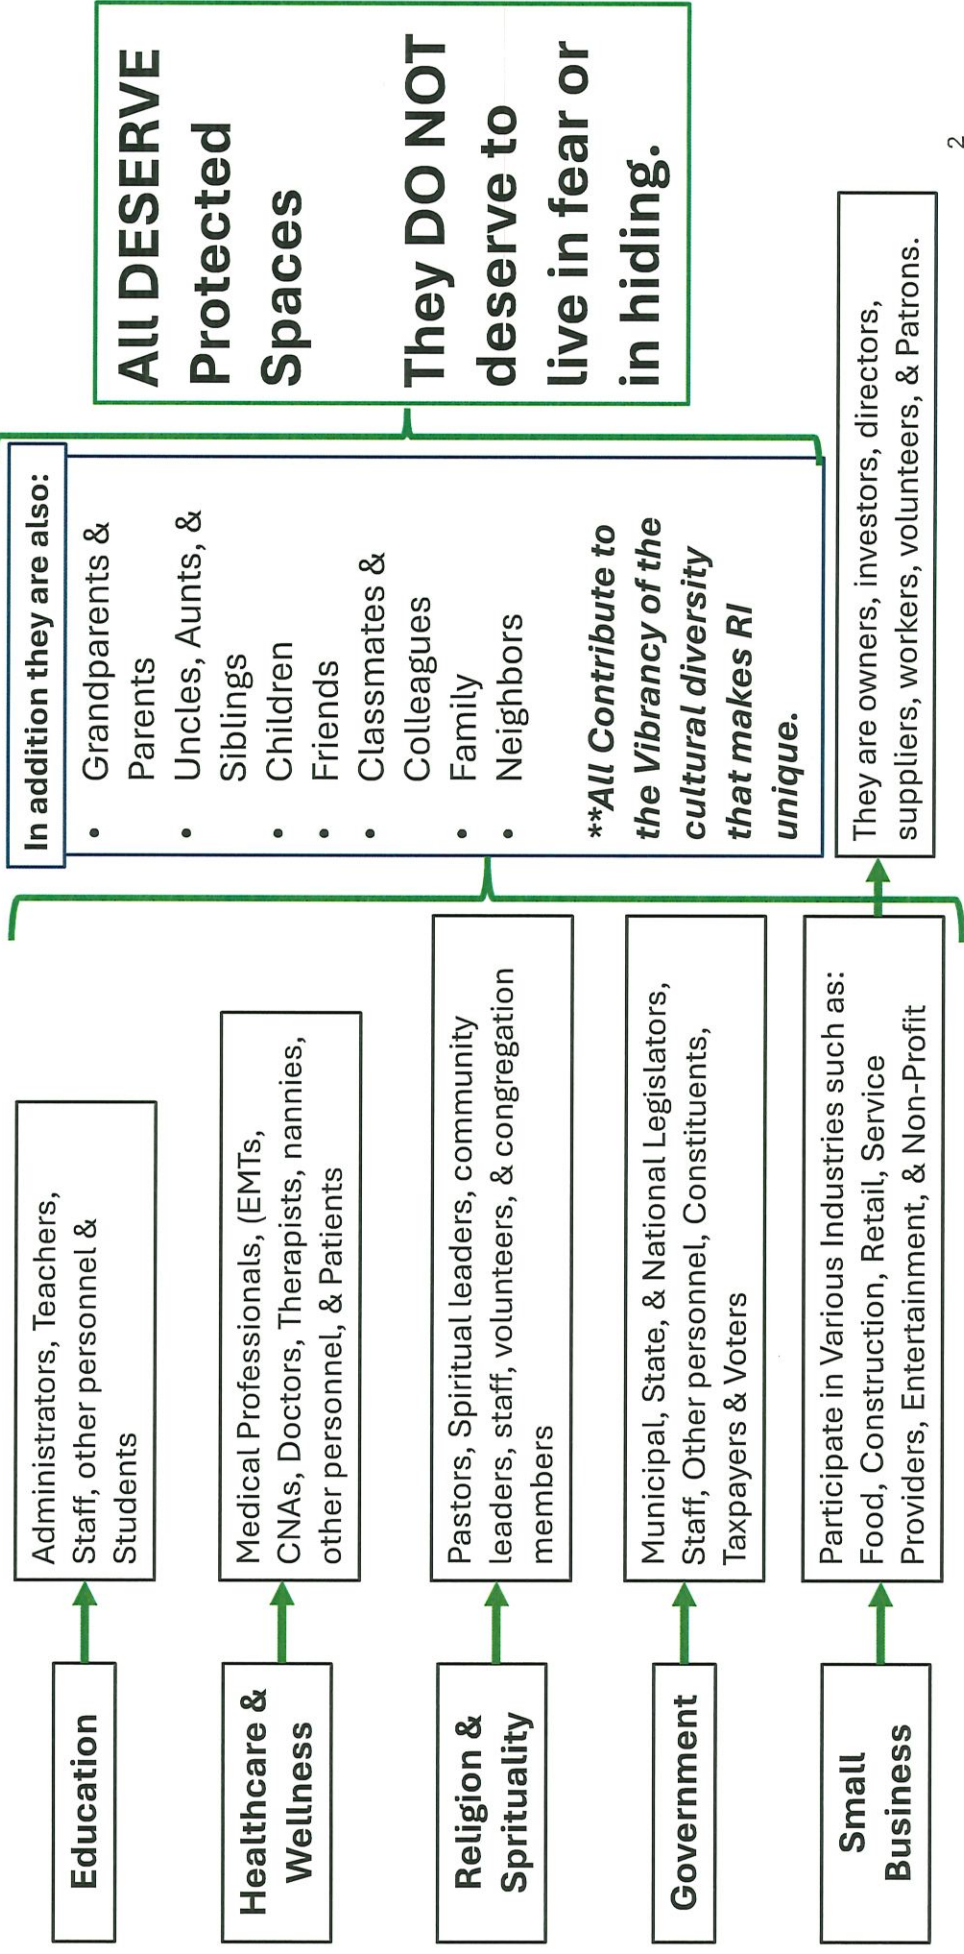 Education
Administrators, Teachers,
Staff, other personnel &
Students
Healthcare &
Wellness
Medical Professionals, (EMTs,
CNAs, Doctors, Therapists, nannies,
other personnel, & Patients
Religion &
Sprituality
Pastors, Spiritual leaders, community
leaders, staff, volunteers, & congregation
members
Government
Municipal, State, & National Legislators,
Staff, Other personnel, Constituents,
Taxpayers & Voters
Small
Business
Participate in Various Industries such as:
Food, Construction, Retail, Service
Providers, Entertainment, & Non-Profit
They are owners, investors, directors,
suppliers, workers, volunteers, & Patrons.
In addition they are also:
• Grandparents &
Parents
• Uncles, Aunts, &
Siblings
• Children
• Friends
• Classmates &
Colleagues
• Family
• Neighbors
**All Contribute to
the Vibrancy of the
cultural diversity
that makes RI
unique.
All DESERVE
Protected
Spaces
They DO NOT
deserve to
live in fear or
in hiding.
2